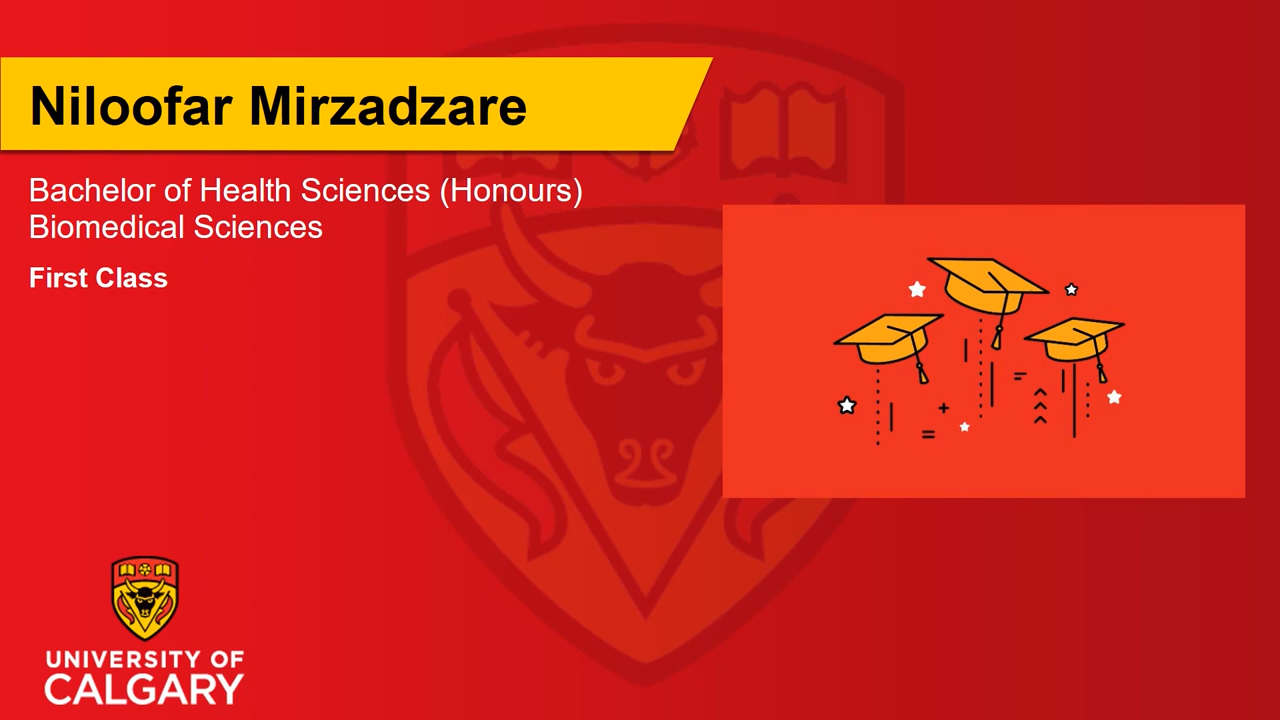 Niloofar Mirzadzare
Bachelor of Health Sciences (Honours)
Biomedical Sciences
First Class
UNIVERSITY OF
CALGARY